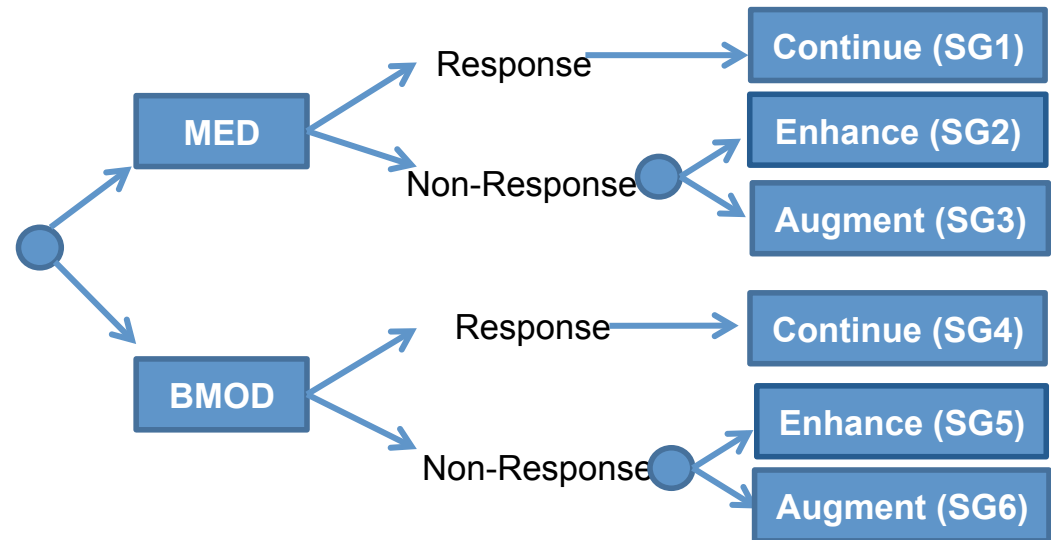 Response
Continue (SG1)
MED
Enhance (SG2)
Non-Response
Augment (SG3)
Response
Continue (SG4)
BMOD
Enhance (SG5)
Non-Response
Augment (SG6)